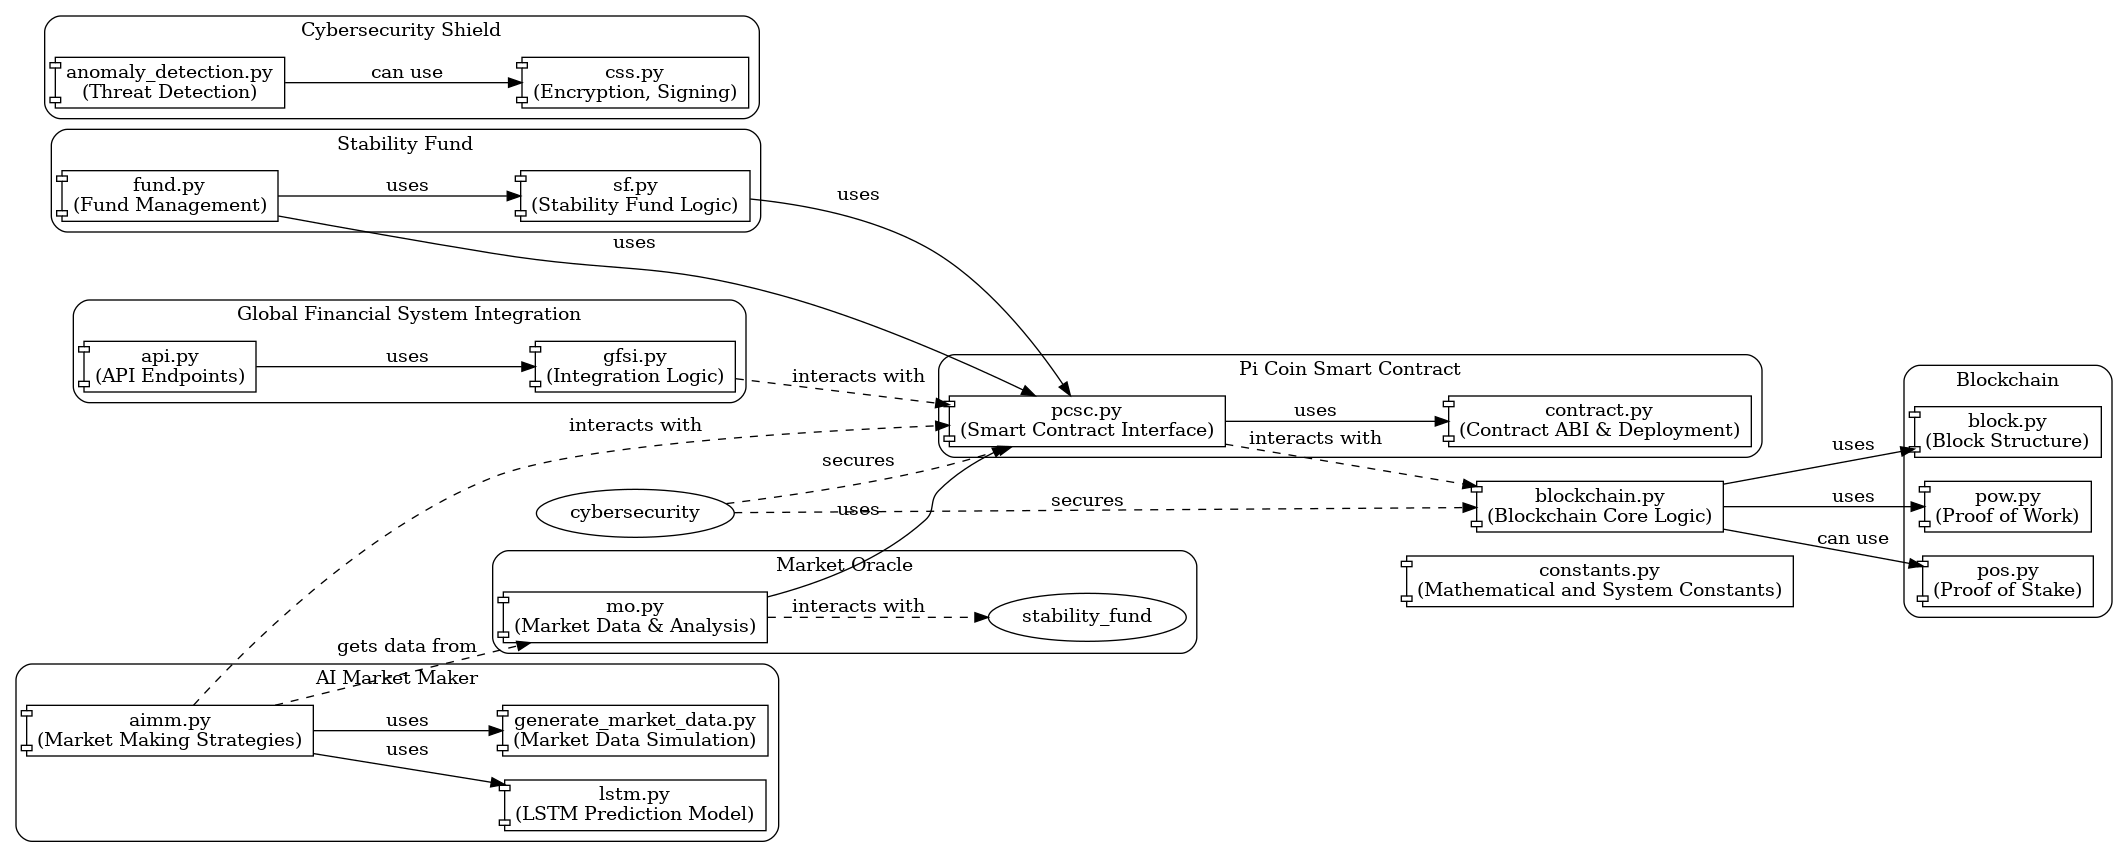 Cybersecurity Shield
anomaly_detection.py
(Threat Detection)
can use
css.py
(Encryption, Signing)
Stability Fund
fund.py
(Fund Management)
uses
sf.py
(Stability Fund Logic)
uses
uses
Global Financial System Integration
api.py
(API Endpoints)
uses
gfsi.py
(Integration Logic)
interacts with
interacts with
Pi Coin Smart Contract
pcsc.py
(Smart Contract Interface)
uses
contract.py
(Contract ABI & Deployment)
interacts with
Blockchain
block.py
(Block Structure)
uses
secures
cybersecurity
uses
secures
blockchain.py
(Blockchain Core Logic)
uses
pow.py
(Proof of Work)
can use
pos.py
(Proof of Stake)
constants.py
(Mathematical and System Constants)
Market Oracle
mo.py
(Market Data & Analysis)
interacts with
stability_fund
gets data from
AI Market Maker
aimm.py
(Market Making Strategies)
uses
generate_market_data.py
(Market Data Simulation)
uses
lstm.py
(LSTM Prediction Model)